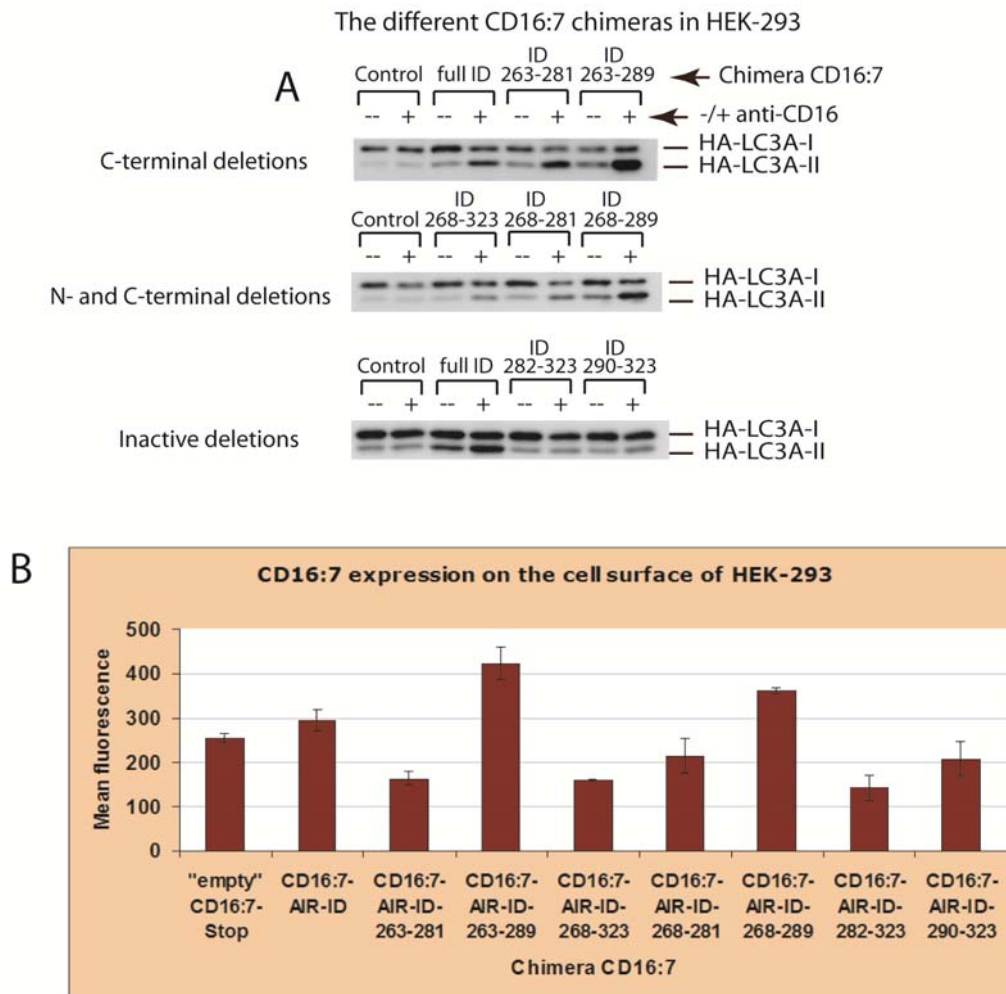 The different CD16:7 chimeras in HEK-293
A
Control full ID ID 263-281 ID 263-289 Chimera CD16:7
-- + -- + -- + -- + -/+ anti-CD16
C-terminal deletions
HA-LC3A-I
HA-LC3A-II
Control ID 268-323 ID 268-281 ID 268-289
-- + -- + -- + -- +
N- and C-terminal deletions
HA-LC3A-I
HA-LC3A-II
Control full ID ID 282-323 ID 290-323
-- + -- + -- + -- +
Inactive deletions
HA-LC3A-I
HA-LC3A-II
B
CD16:7 expression on the cell surface of HEK-293
Mean fluorescence
500
400
300
200
100
0
"empty" CD16:7-Stop
CD16:7-AIR-ID
CD16:7-AIR-ID-263-281
CD16:7-AIR-ID-263-289
CD16:7-AIR-ID-268-323
CD16:7-AIR-ID-268-281
CD16:7-AIR-ID-268-289
CD16:7-AIR-ID-282-323
CD16:7-AIR-ID-290-323
Chimera CD16:7